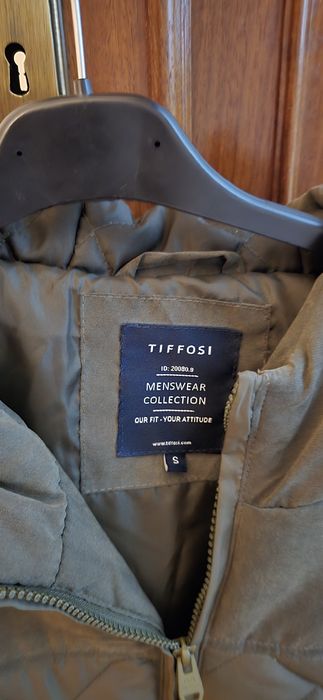 TIFFOSI
ID: 20080.9
MENSWEAR
COLLECTION
OUR FIT - YOUR ATTITUDE
www.tiffosi.com
S